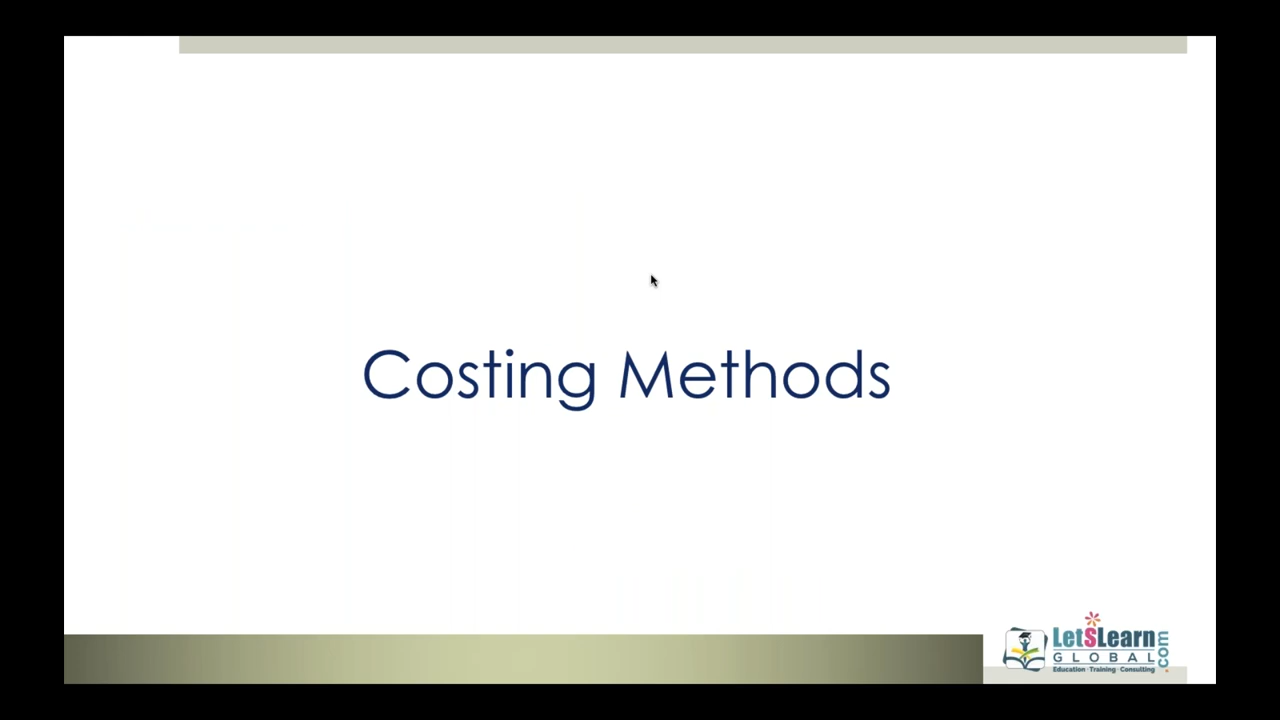 Costing Methods
LetSLearn
GLOBAL
.com
Education Training Consulting